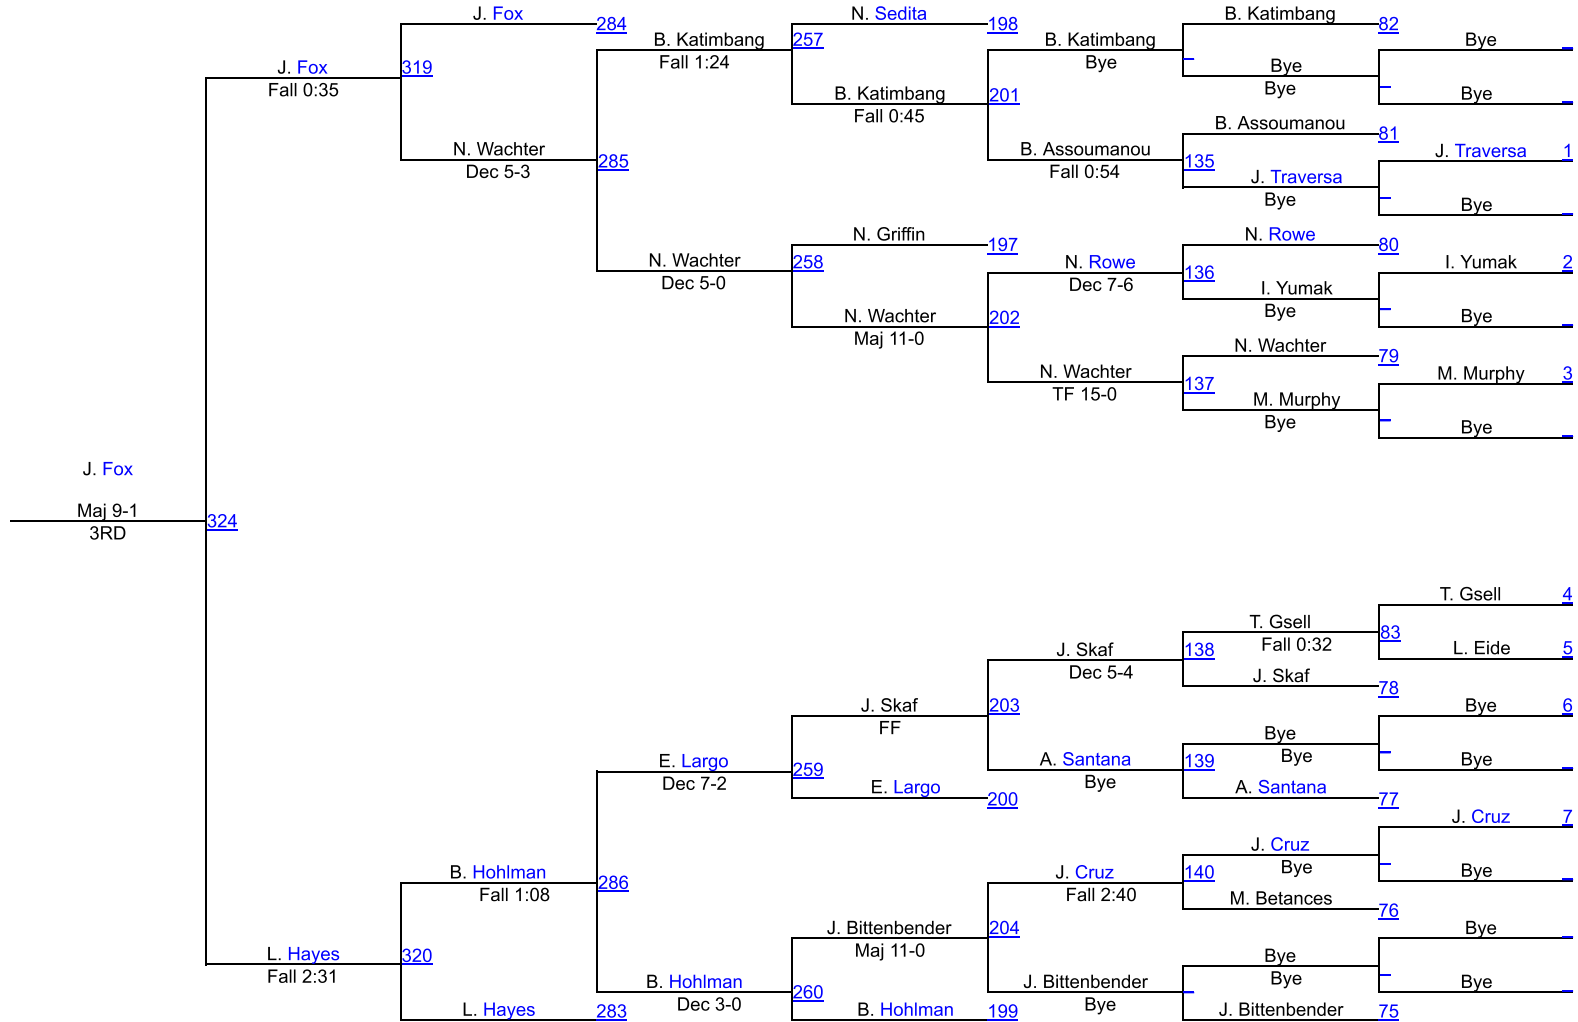 J. Fox
284
N. Sedita
198
B. Katimbang
82
B. Katimbang
257
B. Katimbang
Bye
Fall 1:24
Bye
Bye
J. Fox
319
Bye
Fall 0:35
B. Katimbang
201
Bye
Fall 0:45
B. Assoumanou
81
N. Wachter
285
B. Assoumanou
135
J. Traversa
1
Dec 5-3
Fall 0:54
J. Traversa
Bye
Bye
N. Griffin
197
N. Rowe
80
N. Wachter
258
N. Rowe
136
I. Yumak
2
Dec 5-0
Dec 7-6
I. Yumak
Bye
N. Wachter
202
Bye
Maj 11-0
N. Wachter
79
N. Wachter
137
M. Murphy
3
TF 15-0
M. Murphy
Bye
Bye
J. Fox
Maj 9-1
324
3RD
T. Gsell
4
T. Gsell
83
Fall 0:32
J. Skaf
138
L. Eide
5
Dec 5-4
J. Skaf
78
J. Skaf
203
Bye
6
FF
Bye
Bye
E. Largo
259
A. Santana
139
Bye
Dec 7-2
Bye
E. Largo
200
A. Santana
77
J. Cruz
7
J. Cruz
B. Hohlman
286
J. Cruz
140
Bye
Bye
Fall 1:08
Fall 2:40
M. Betances
76
J. Bittenbender
204
Bye
Maj 11-0
L. Hayes
320
Bye
Fall 2:31
Bye
B. Hohlman
260
J. Bittenbender
Bye
Dec 3-0
Bye
L. Hayes
283
B. Hohlman
199
J. Bittenbender
75